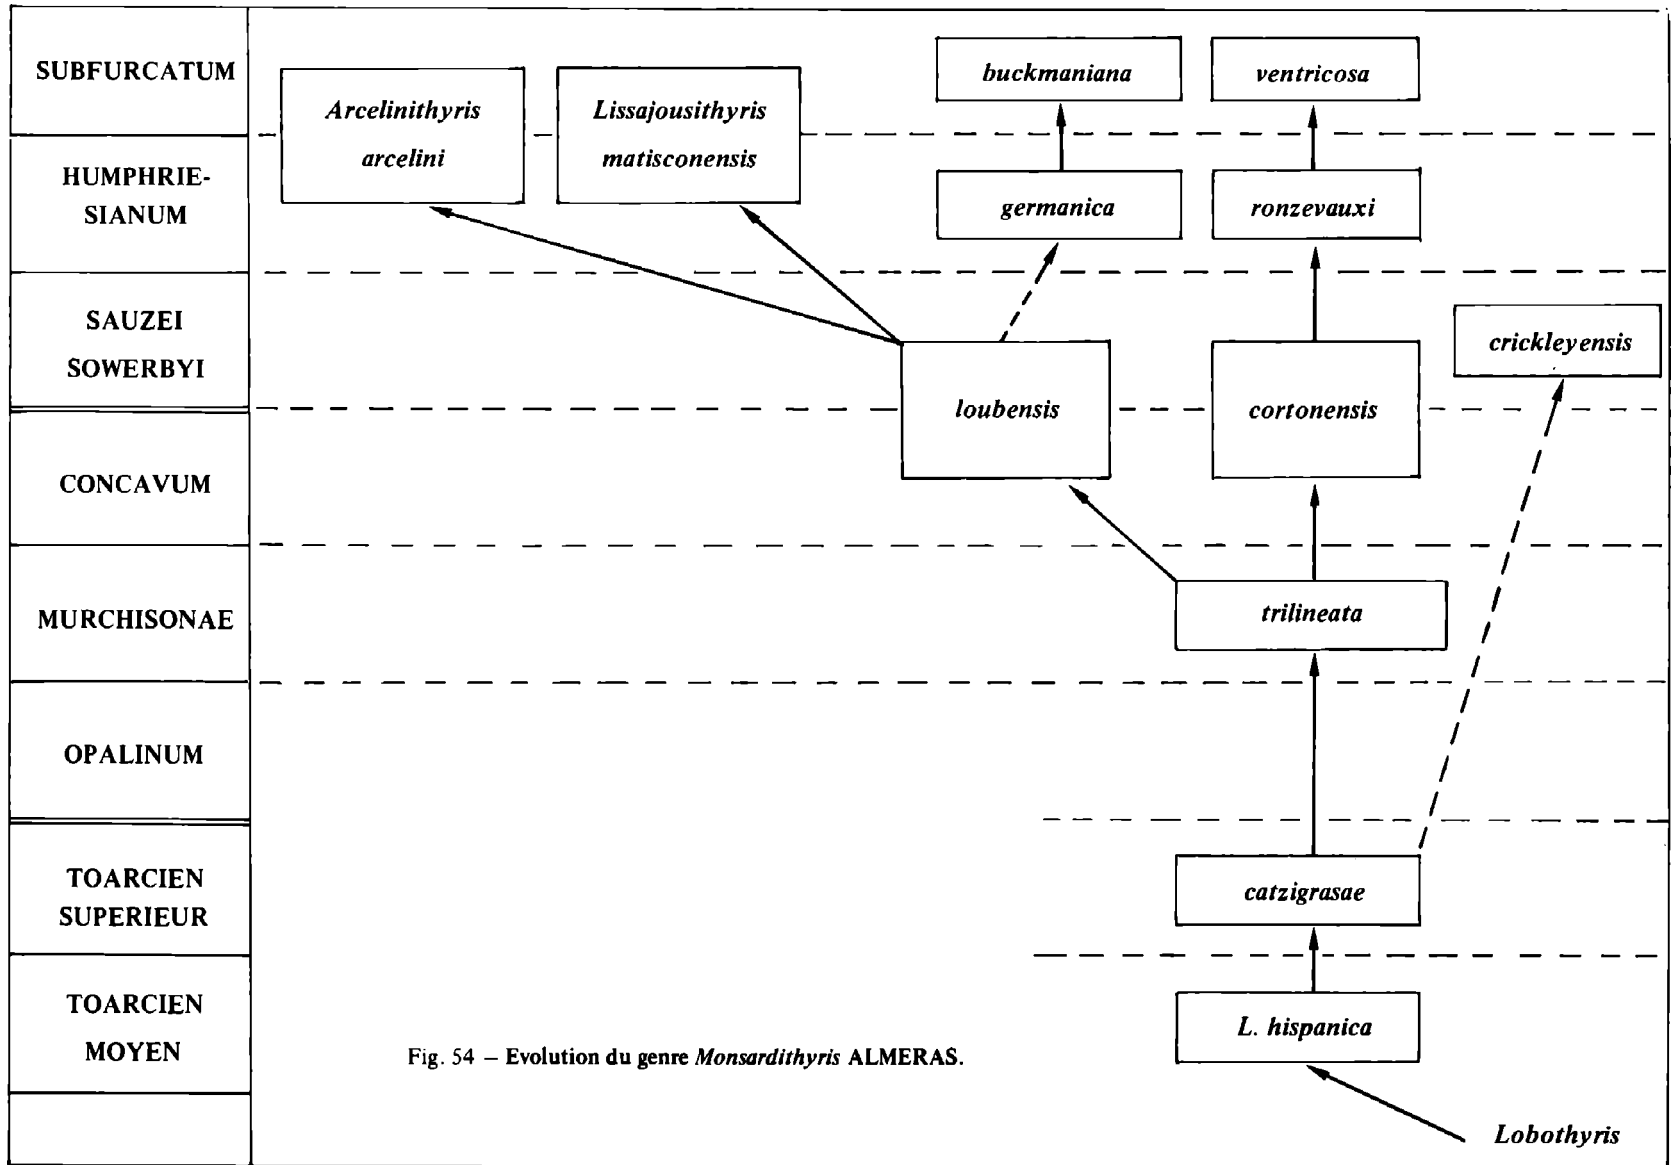 SUBFURCATUM
buckmaniana
ventricosa
Arcelinithyris
arcelini
Lissajousithyris
matisconensis
HUMPHRIE-
SIANUM
germanica
ronzevauxi
SAUZEI
SOWERBYI
crickleyensis
loubensis
cortonensis
CONCAVUM
MURCHISONAE
trilineata
OPALINUM
TOARCIEN
SUPERIEUR
catzigrasae
TOARCIEN
MOYEN
L. hispanica
Fig. 54 – Evolution du genre Monsardithyris ALMERAS.
Lobothyris